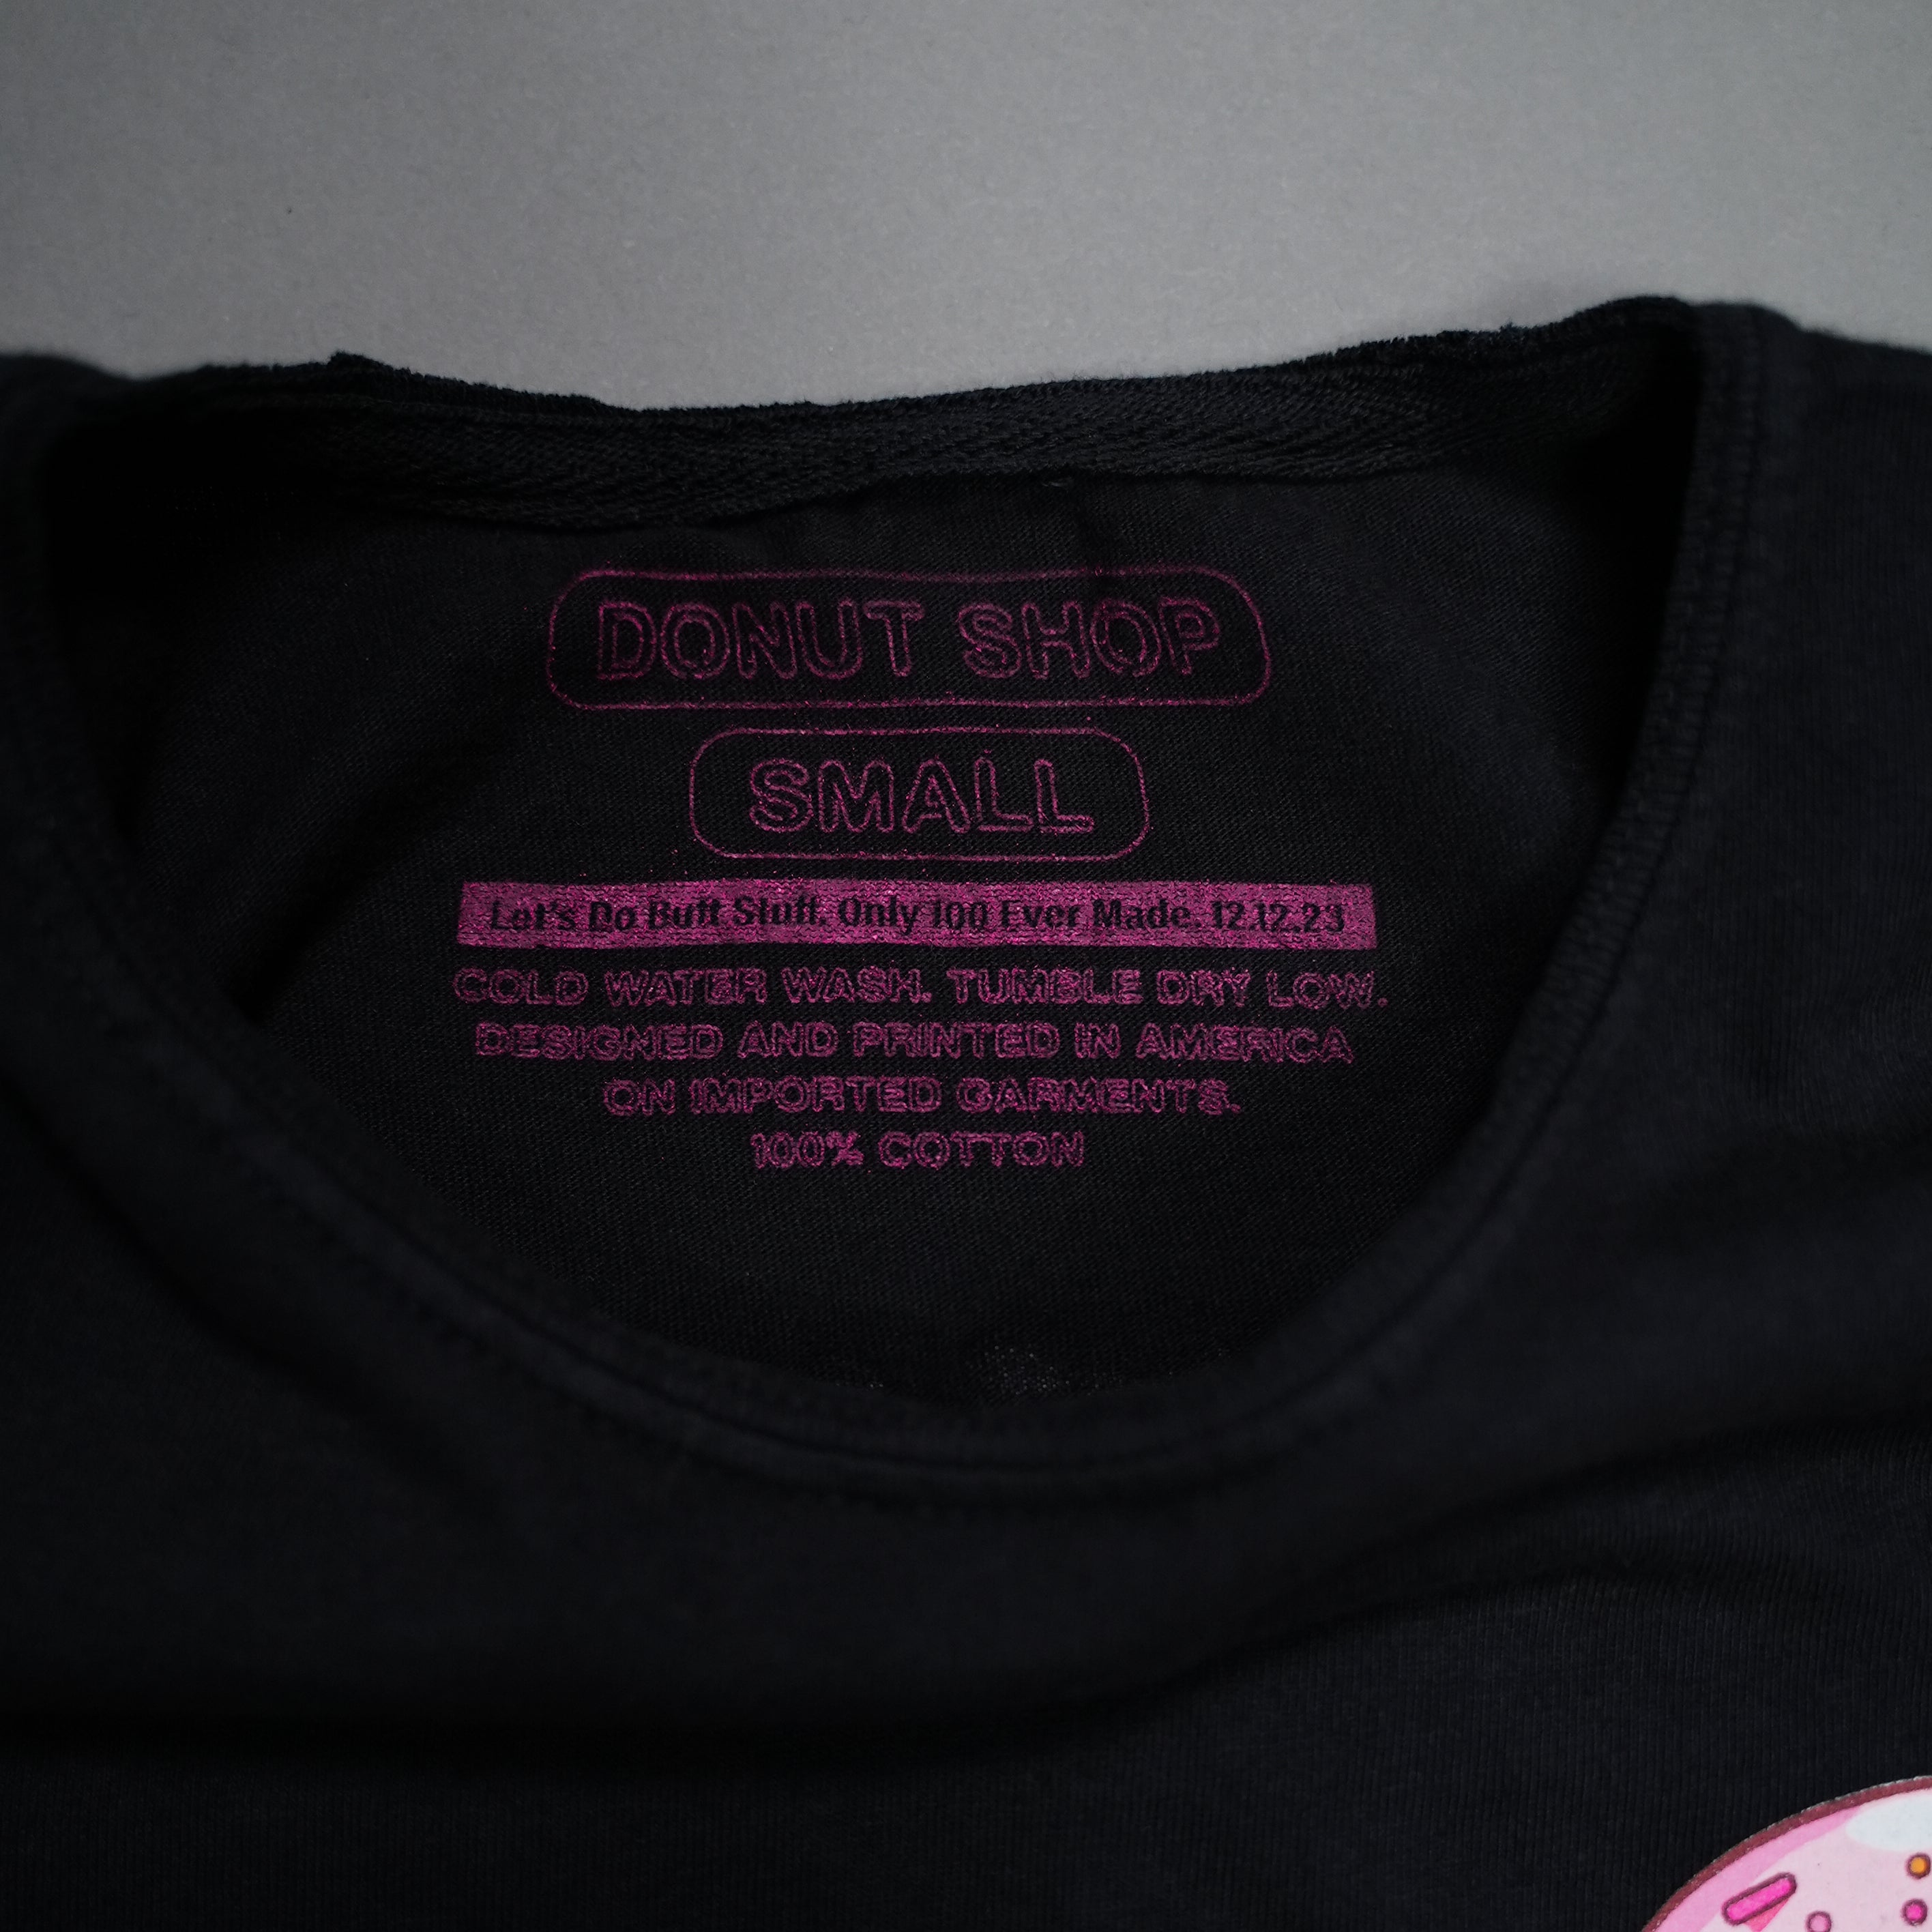 DONUT SHOP
SMALL
Let's Do Butt Stuff. Only 100 Ever Made. 12.12.23
COLD WATER WASH. TUMBLE DRY LOW.
DESIGNED AND PRINTED IN AMERICA
ON IMPORTED GARMENTS.
100% COTTON